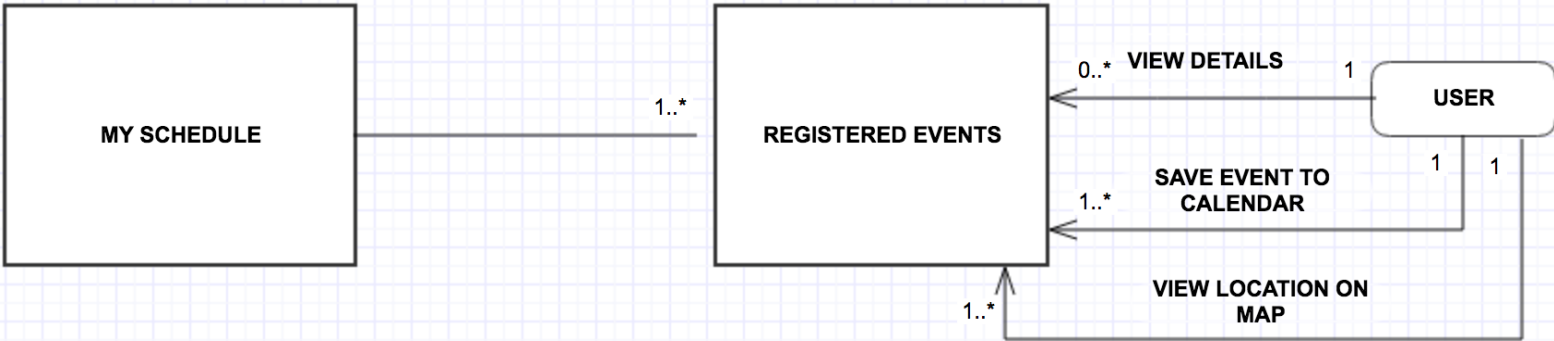 MY SCHEDULE
1..*
REGISTERED EVENTS
0..*
VIEW DETAILS
1
USER
1..*
SAVE EVENT TO
CALENDAR
1
1
1..*
VIEW LOCATION ON
MAP